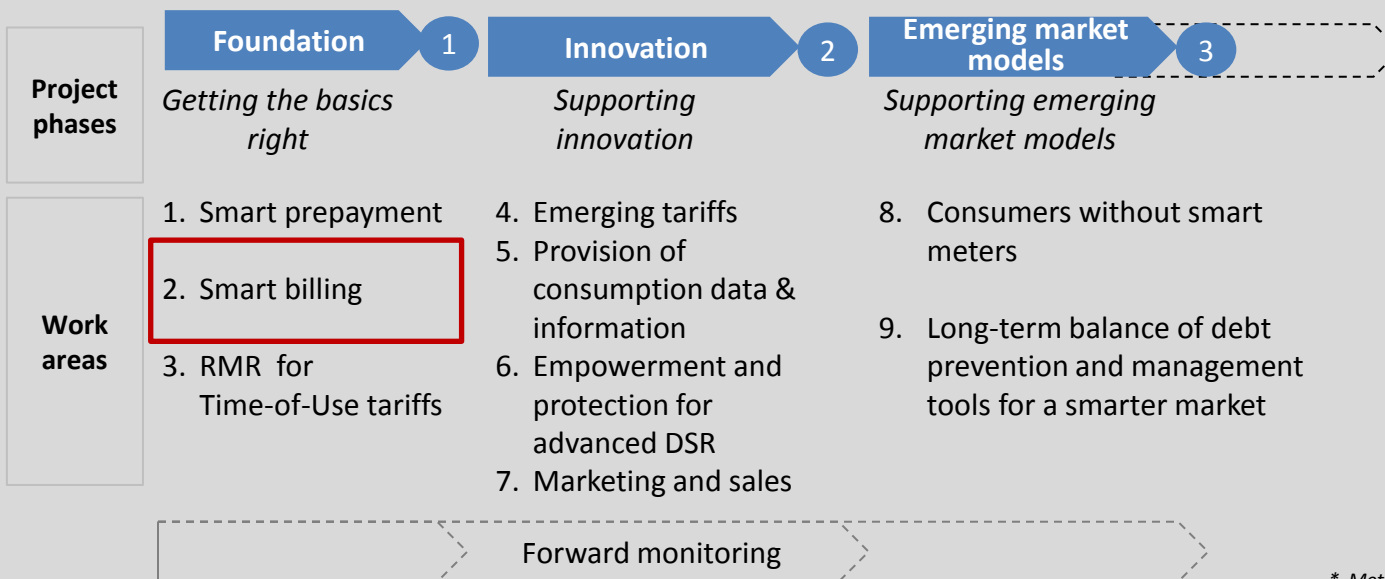 Project
phases
Foundation
1
Innovation
2
Emerging market
models
3
Getting the basics
right
Supporting
innovation
Supporting emerging
market models
Work
areas
1. Smart prepayment
2. Smart billing
3. RMR for
Time-of-Use tariffs
4. Emerging tariffs
5. Provision of
consumption data &
information
6. Empowerment and
protection for
advanced DSR
7. Marketing and sales
8. Consumers without smart
meters
9. Long-term balance of debt
prevention and management
tools for a smarter market
Forward monitoring
*